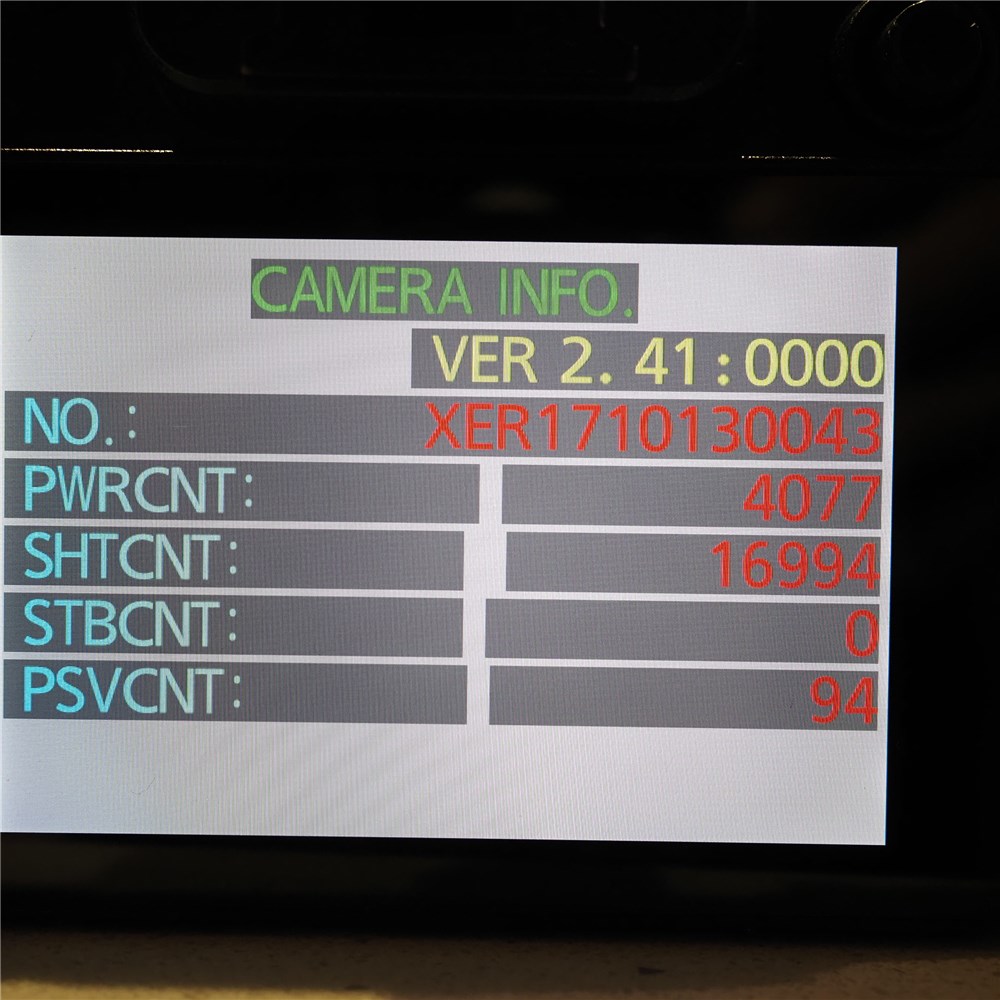 CAMERA INFO.
VER 2. 41:0000
NO.: XER1710130043
PWRCNT: 4077
SHTCNT: 16994
STBCNT: 0
PSVCNT: 94